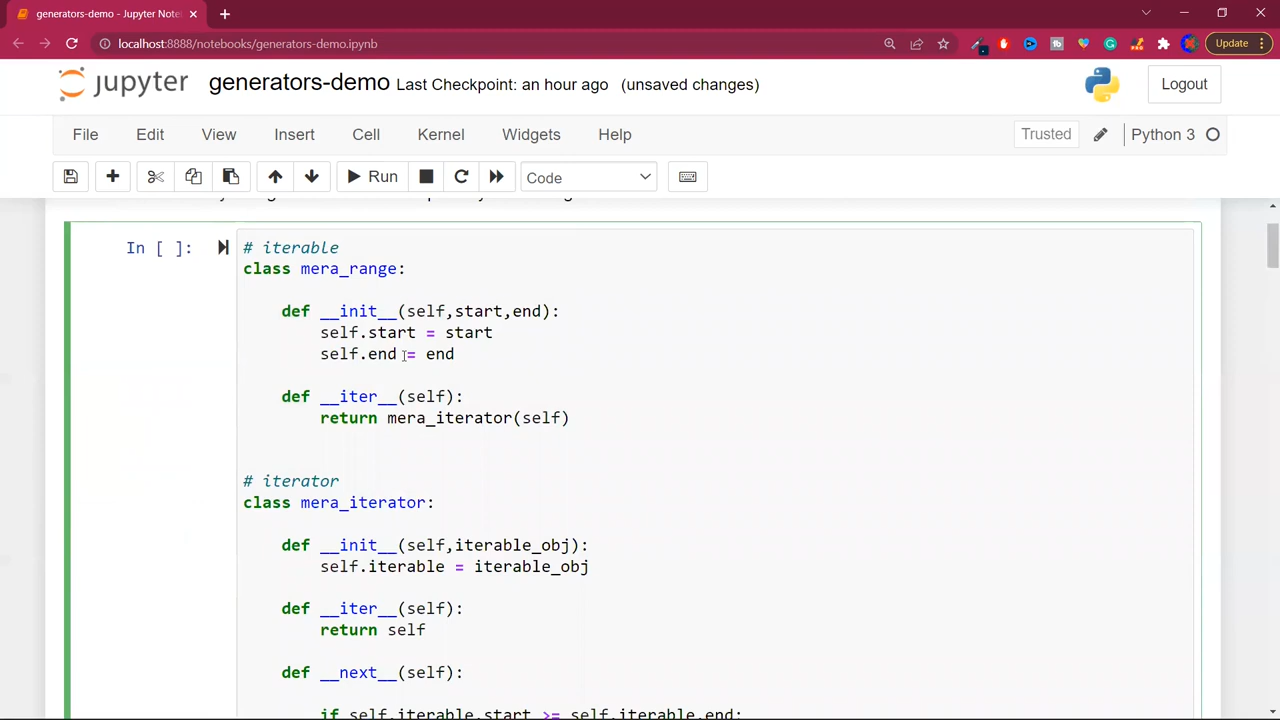 generators-demo - Jupyter Note
localhost:8888/notebooks/generators-demo.ipynb
Update
jupyter generators-demo Last Checkpoint: an hour ago (unsaved changes)
Logout
File Edit View Insert Cell Kernel Widgets Help
Trusted Python 3
Run Code
In [ ]:
# iterable
class mera_range:
def __init__(self,start,end):
self.start = start
self.end = end
def __iter__(self):
return mera_iterator(self)
# iterator
class mera_iterator:
def __init__(self,iterable_obj):
self.iterable = iterable_obj
def __iter__(self):
return self
def __next__(self):
if self.iterable.start >= self.iterable.end: